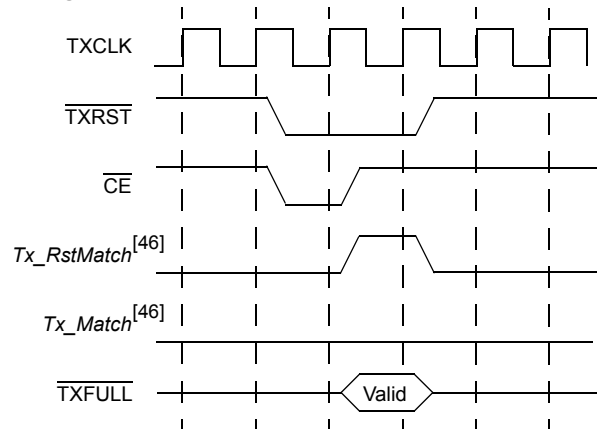 TXCLK
TXRST
CE
Tx_RstMatch[46]
Tx_Match[46]
TXFULL
Valid